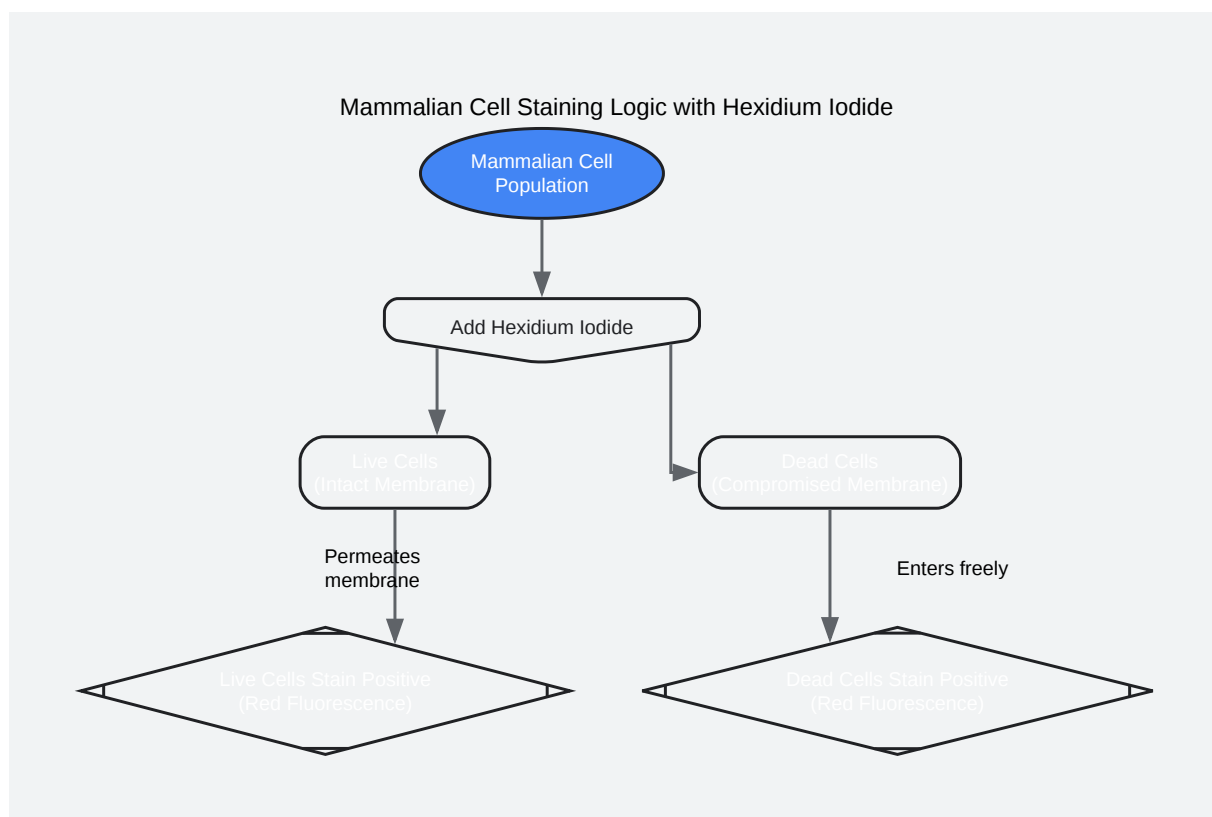 Mammalian Cell Staining Logic with Hexidium Iodide
Mammalian Cell
Population
Add Hexidium Iodide
Live Cells
(Intact Membrane)
Dead Cells
(Compromised Membrane)
Permeates
membrane
Enters freely
Live Cells Stain Positive
(Red Fluorescence)
Dead Cells Stain Positive
(Red Fluorescence)